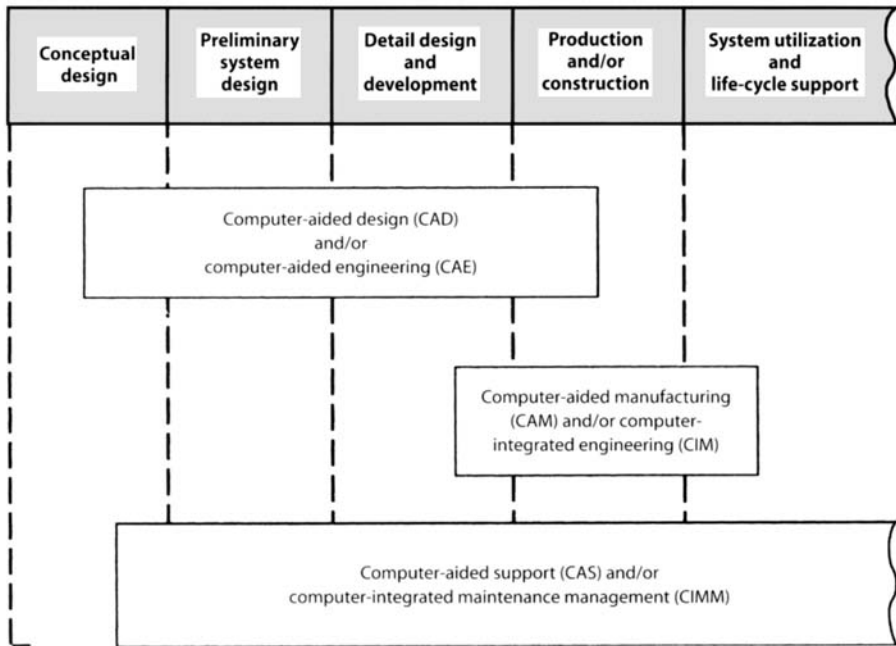 Conceptual
design
Preliminary
system
design
Detail design
and
development
Production
and/or
construction
System utilization
and
life-cycle support
Computer-aided design (CAD)
and/or
computer-aided engineering (CAE)
Computer-aided manufacturing
(CAM) and/or computer-
integrated engineering (CIM)
Computer-aided support (CAS) and/or
computer-integrated maintenance management (CIMM)